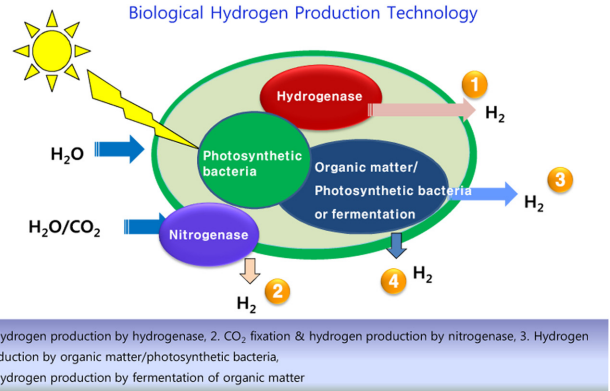 Biological Hydrogen Production Technology
1
Hydrogenase
H₂
H₂O
Photosynthetic
bacteria
Organic matter/
Photosynthetic bacteria
or fermentation
3
H₂
H₂O/CO₂
Nitrogenase
2
H₂
4
H₂
ydrogen production by hydrogenase, 2. CO₂ fixation & hydrogen production by nitrogenase, 3. Hydrogen
duction by organic matter/photosynthetic bacteria,
ydrogen production by fermentation of organic matter